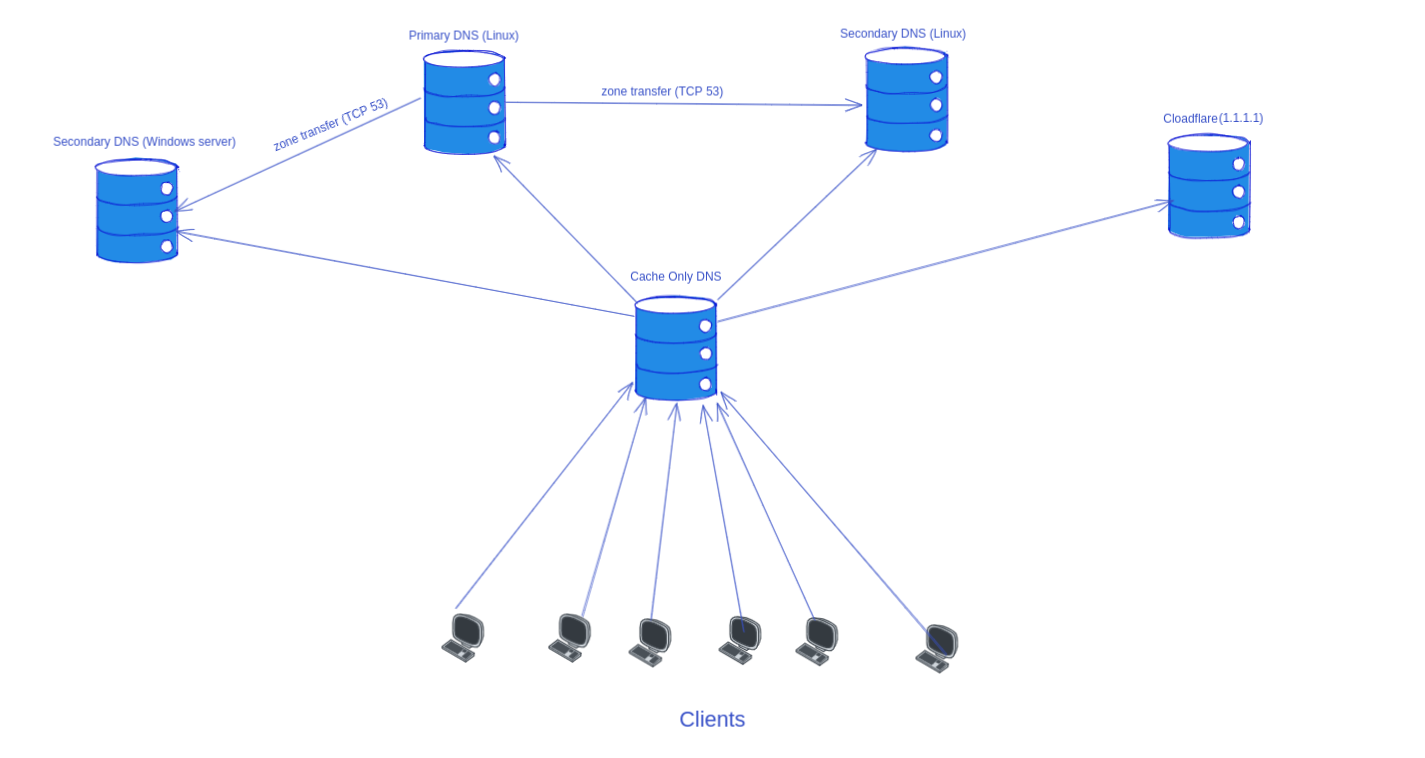 Primary DNS (Linux)
Secondary DNS (Linux)
zone transfer (TCP 53)
zone transfer (TCP 53)
Cloadflare(1.1.1.1)
Secondary DNS (Windows server)
Cache Only DNS
Clients